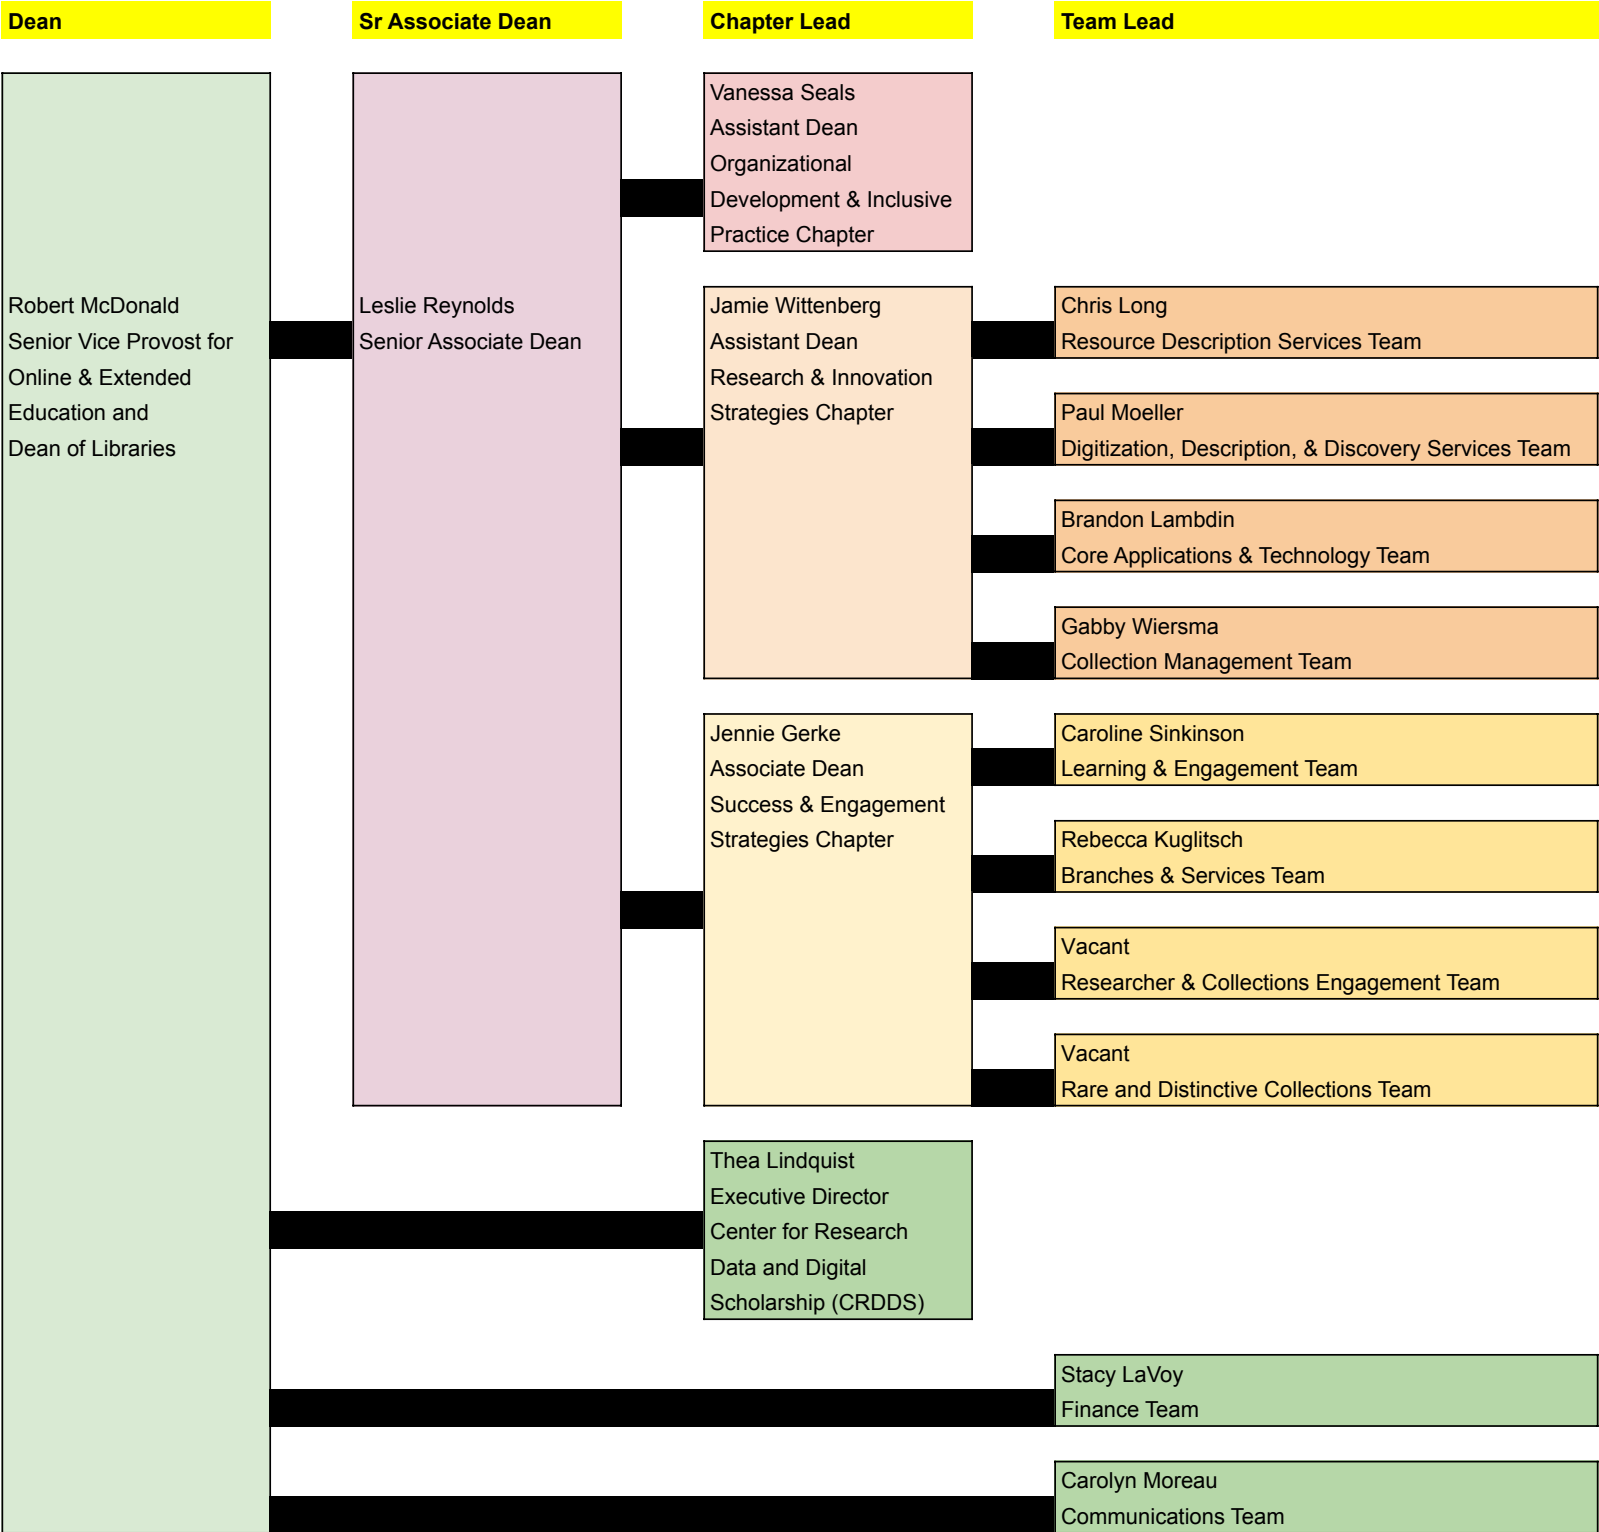 Dean
Sr Associate Dean
Chapter Lead
Team Lead
Robert McDonald
Senior Vice Provost for
Online & Extended
Education and
Dean of Libraries
Leslie Reynolds
Senior Associate Dean
Vanessa Seals
Assistant Dean
Organizational
Development & Inclusive
Practice Chapter
Jamie Wittenberg
Assistant Dean
Research & Innovation
Strategies Chapter
Chris Long
Resource Description Services Team
Paul Moeller
Digitization, Description, & Discovery Services Team
Brandon Lambdin
Core Applications & Technology Team
Gabby Wiersma
Collection Management Team
Jennie Gerke
Associate Dean
Success & Engagement
Strategies Chapter
Caroline Sinkinson
Learning & Engagement Team
Rebecca Kuglitsch
Branches & Services Team
Vacant
Researcher & Collections Engagement Team
Vacant
Rare and Distinctive Collections Team
Thea Lindquist
Executive Director
Center for Research
Data and Digital
Scholarship (CRDDS)
Stacy LaVoy
Finance Team
Carolyn Moreau
Communications Team